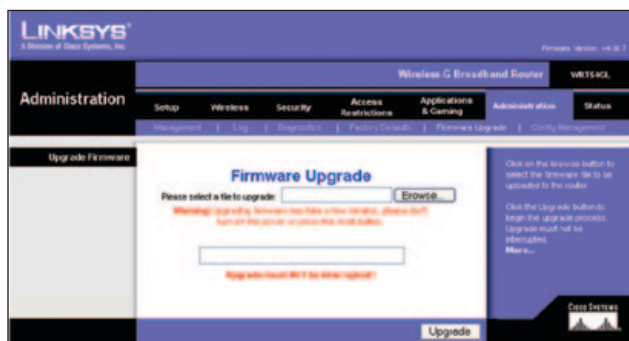 LINKSYS®
A Division of Cisco Systems, Inc.
Firmware Version: v4.30.7
Wireless-G Broadband Router WRT54GL
Administration
Setup Wireless Security Access Restrictions Applications & Gaming Administration Status
Management | Log | Diagnostics | Factory Defaults | Firmware Upgrade | Config Management
Upgrade Firmware
Firmware Upgrade
Please select a file to upgrade: Browse...
Warning: Upgrading firmware may take a few minutes, please don't
turn off the power or press the reset button.
Upgrade must NOT be interrupted!
Upgrade
Click on the browse button to
select the firmware file to be
uploaded to the router.
Click the Upgrade button to
begin the upgrade process.
Upgrade must not be
interrupted.
More...
CISCO SYSTEMS